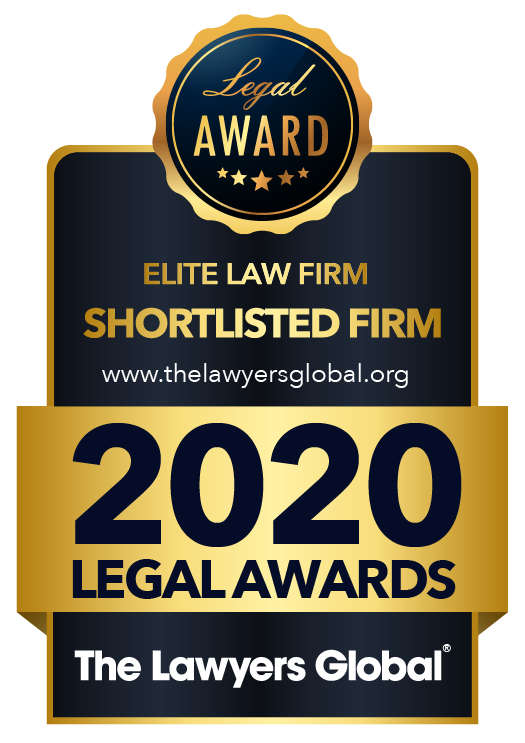 Legal
AWARD
ELITE LAW FIRM
SHORTLISTED FIRM
www.thelawyersglobal.org
2020
LEGAL AWARDS
The Lawyers Global®